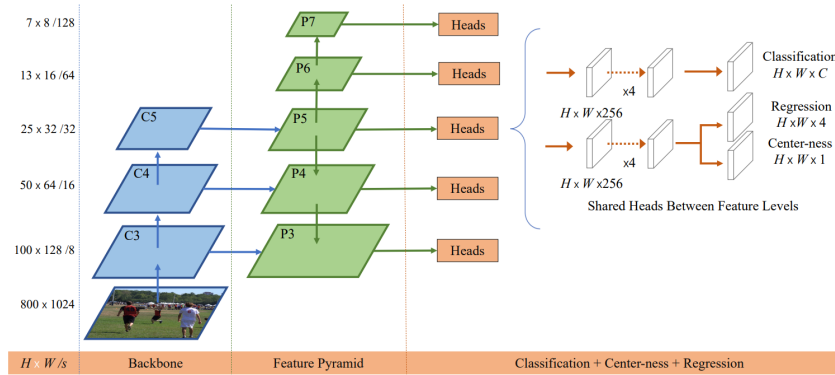 7 x 8 /128
P7
Heads
13 x 16 /64
P6
Heads
25 x 32 /32
C5
P5
Heads
50 x 64 /16
C4
P4
Heads
100 x 128 /8
C3
P3
Heads
800 x 1024
x4
Classification
H x W x C
H x W x256
x4
Regression
H x W x 4
Center-ness
H x W x 1
H x W x256
Shared Heads Between Feature Levels
H x W /s
Backbone
Feature Pyramid
Classification + Center-ness + Regression